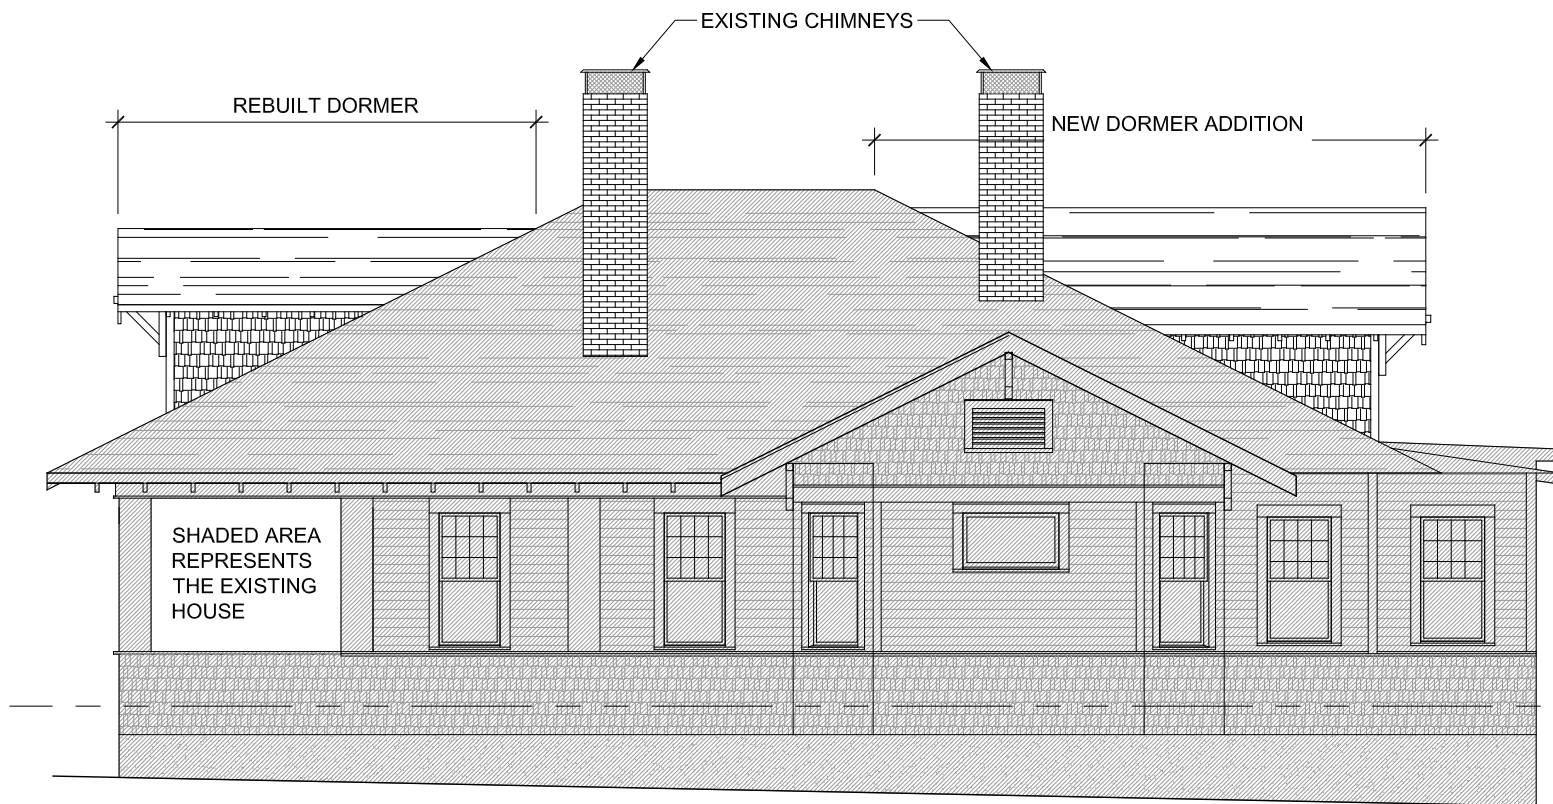 EXISTING CHIMNEYS
REBUILT DORMER
NEW DORMER ADDITION
SHADED AREA
REPRESENTS
THE EXISTING
HOUSE